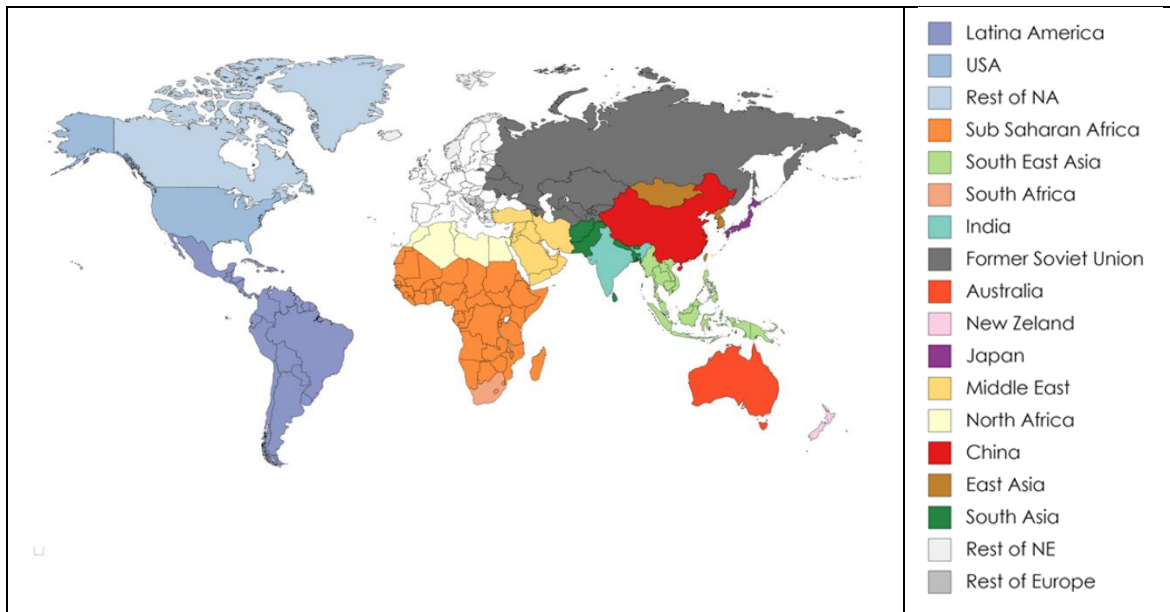 Latina America
USA
Rest of NA
Sub Saharan Africa
South East Asia
South Africa
India
Former Soviet Union
Australia
New Zeland
Japan
Middle East
North Africa
China
East Asia
South Asia
Rest of NE
Rest of Europe